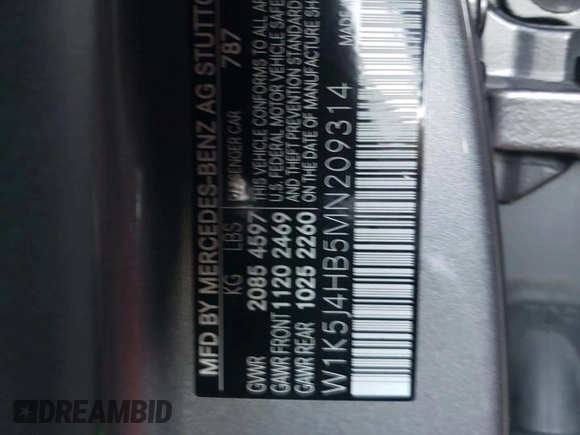 MFD BY MERCEDES-BENZ AG STUTTG
KG LBS 787
GVWR 2085 4597 PASSENGER CAR
GAWR FRONT 1120 2469
GAWR REAR 1025 2260
THIS VEHICLE CONFORMS TO ALL
U.S. FEDERAL MOTOR VEHICLE SAFE
AND THEFT PREVENTION STANDARD
ON THE DATE OF MANUFACTURE SH
W1K5J4HB5MN209314 MADE
DREAMBID